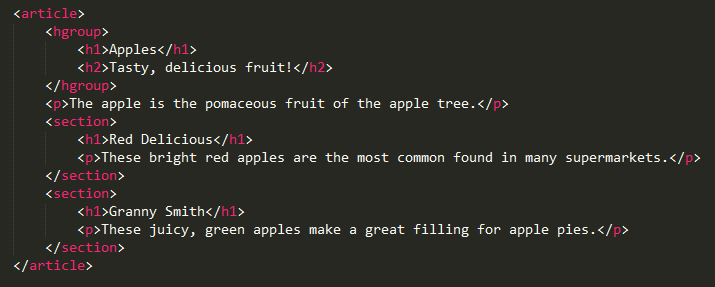 <article>
    <hgroup>
        <h1>Apples</h1>
        <h2>Tasty, delicious fruit!</h2>
    </hgroup>
    <p>The apple is the pomaceous fruit of the apple tree.</p>
    <section>
        <h1>Red Delicious</h1>
        <p>These bright red apples are the most common found in many supermarkets.</p>
    </section>
    <section>
        <h1>Granny Smith</h1>
        <p>These juicy, green apples make a great filling for apple pies.</p>
    </section>
</article>